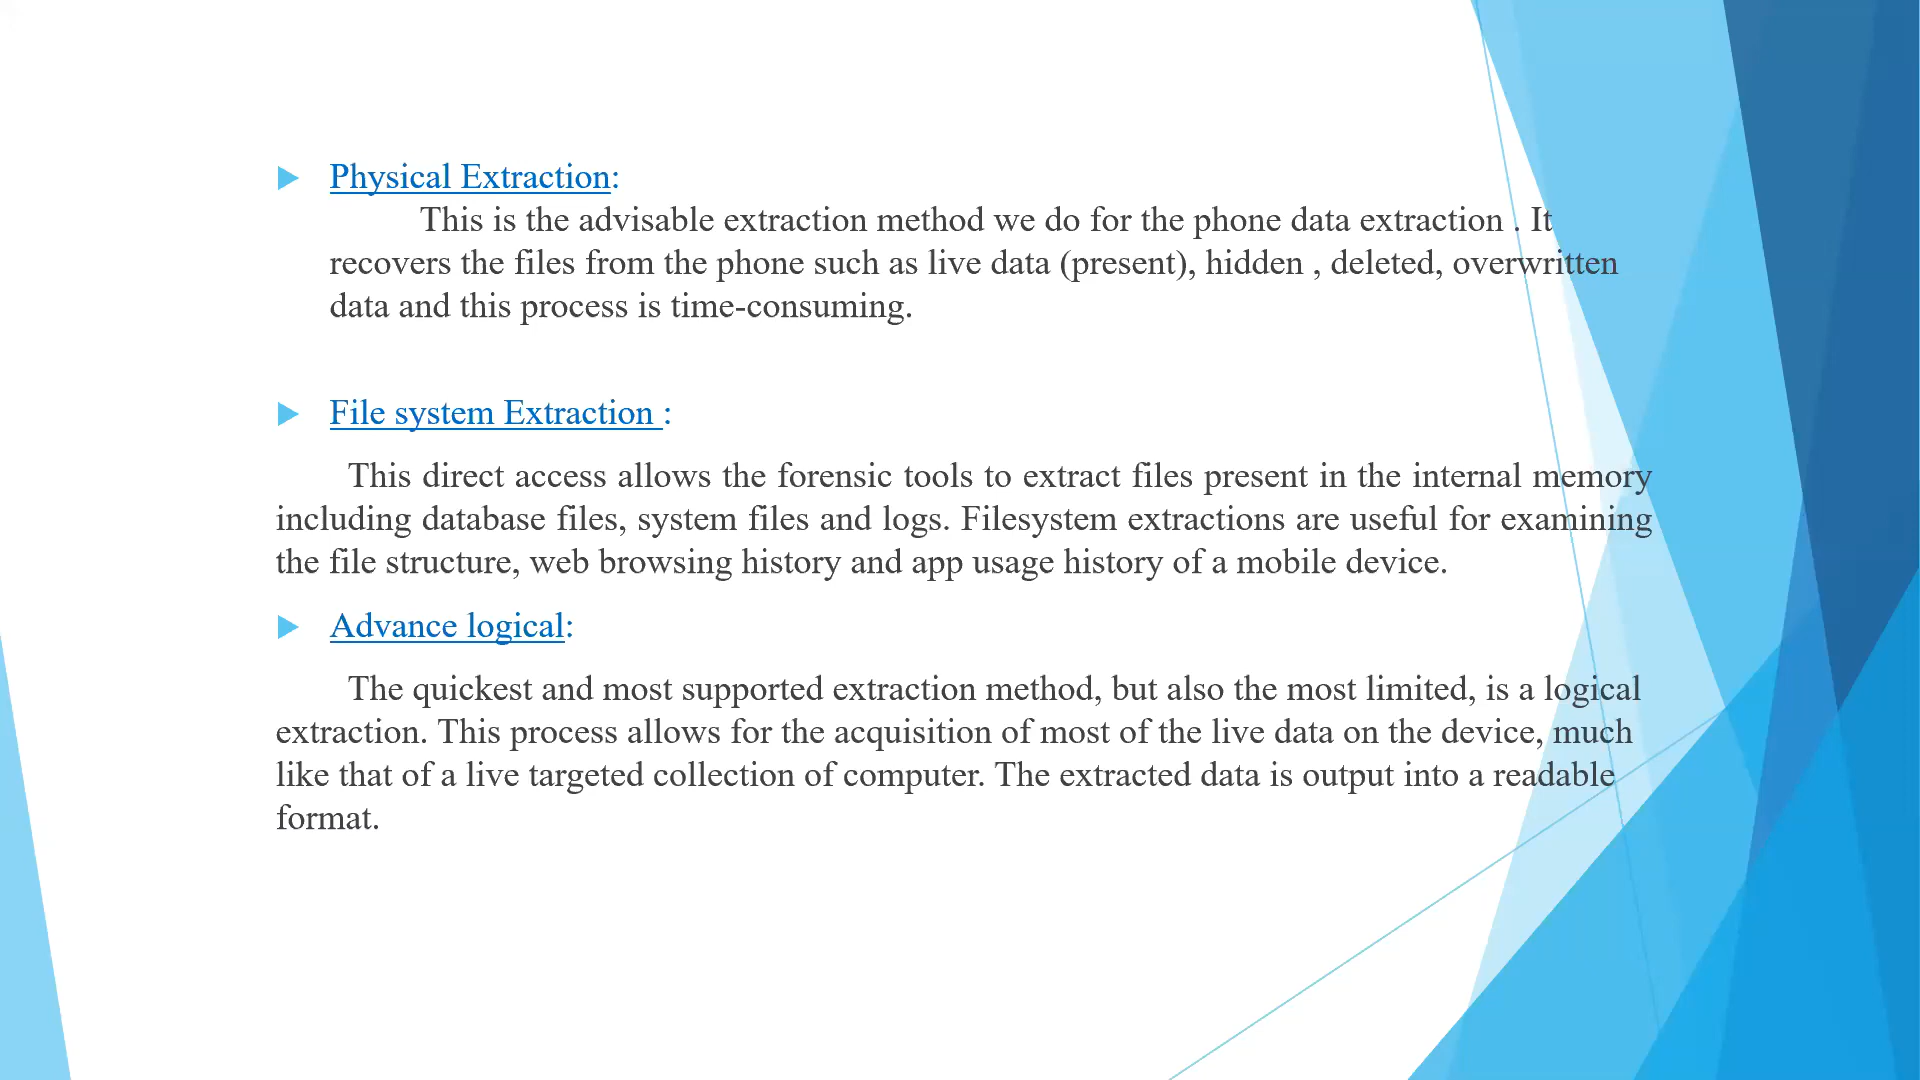 Physical Extraction:
This is the advisable extraction method we do for the phone data extraction . It
recovers the files from the phone such as live data (present), hidden , deleted, overwritten
data and this process is time-consuming.
File system Extraction :
This direct access allows the forensic tools to extract files present in the internal memory
including database files, system files and logs. Filesystem extractions are useful for examining
the file structure, web browsing history and app usage history of a mobile device.
Advance logical:
The quickest and most supported extraction method, but also the most limited, is a logical
extraction. This process allows for the acquisition of most of the live data on the device, much
like that of a live targeted collection of computer. The extracted data is output into a readable
format.